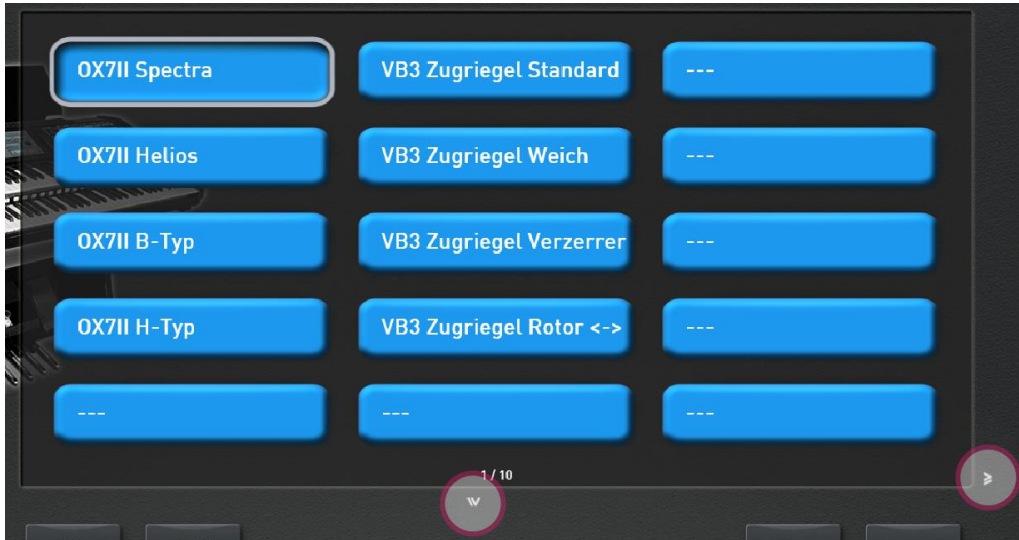 OX7II Spectra
VB3 Zugriegel Standard
---
OX7II Helios
VB3 Zugriegel Weich
---
OX7II B-Typ
VB3 Zugriegel Verzerrer
---
OX7II H-Typ
VB3 Zugriegel Rotor <->
---
---
---
---
1 / 10